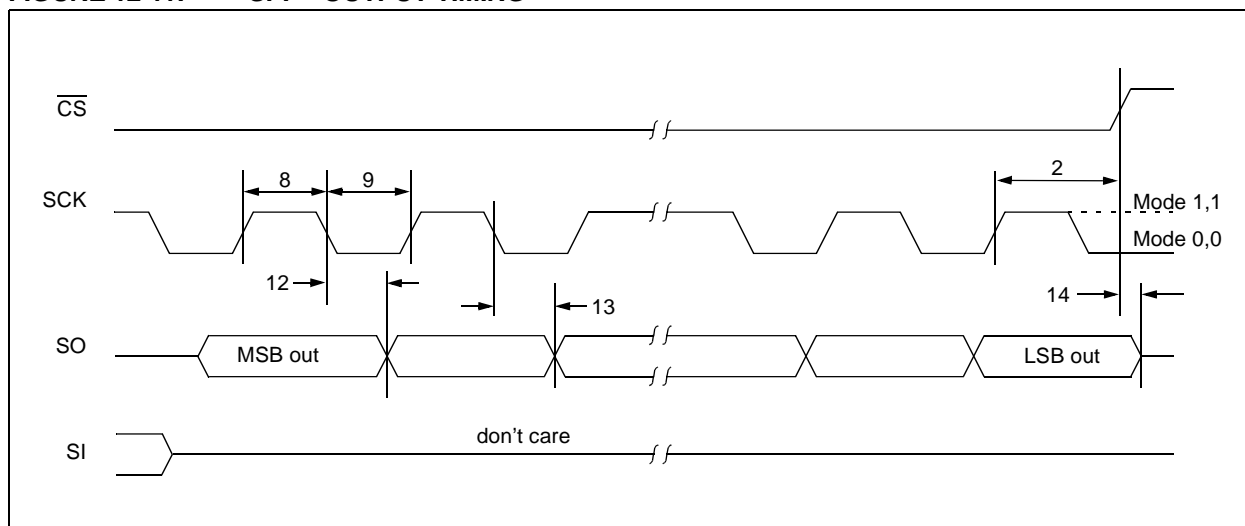 CS
8
9
2
SCK
Mode 1,1
Mode 0,0
12
13
14
SO
MSB out
LSB out
don't care
SI